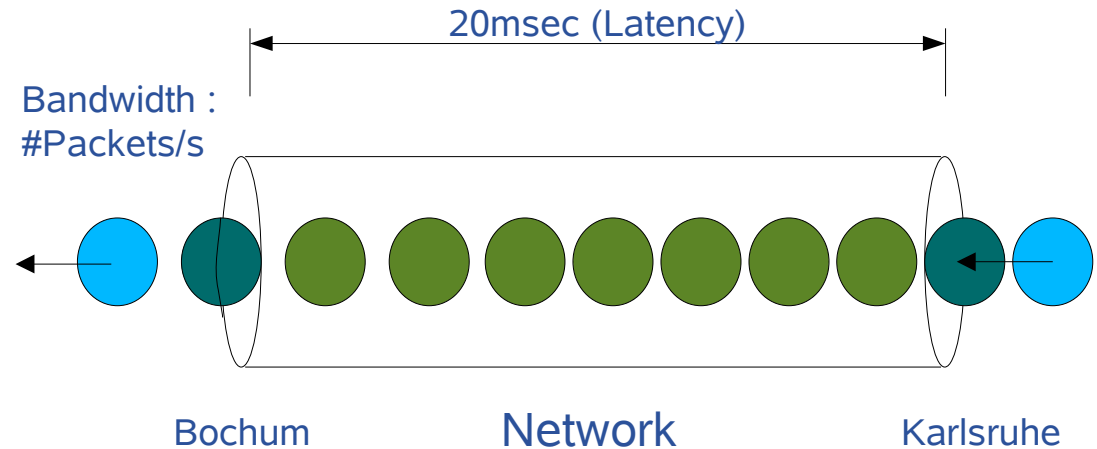 20msec (Latency)
Bandwidth :
#Packets/s
Bochum
Network
Karlsruhe